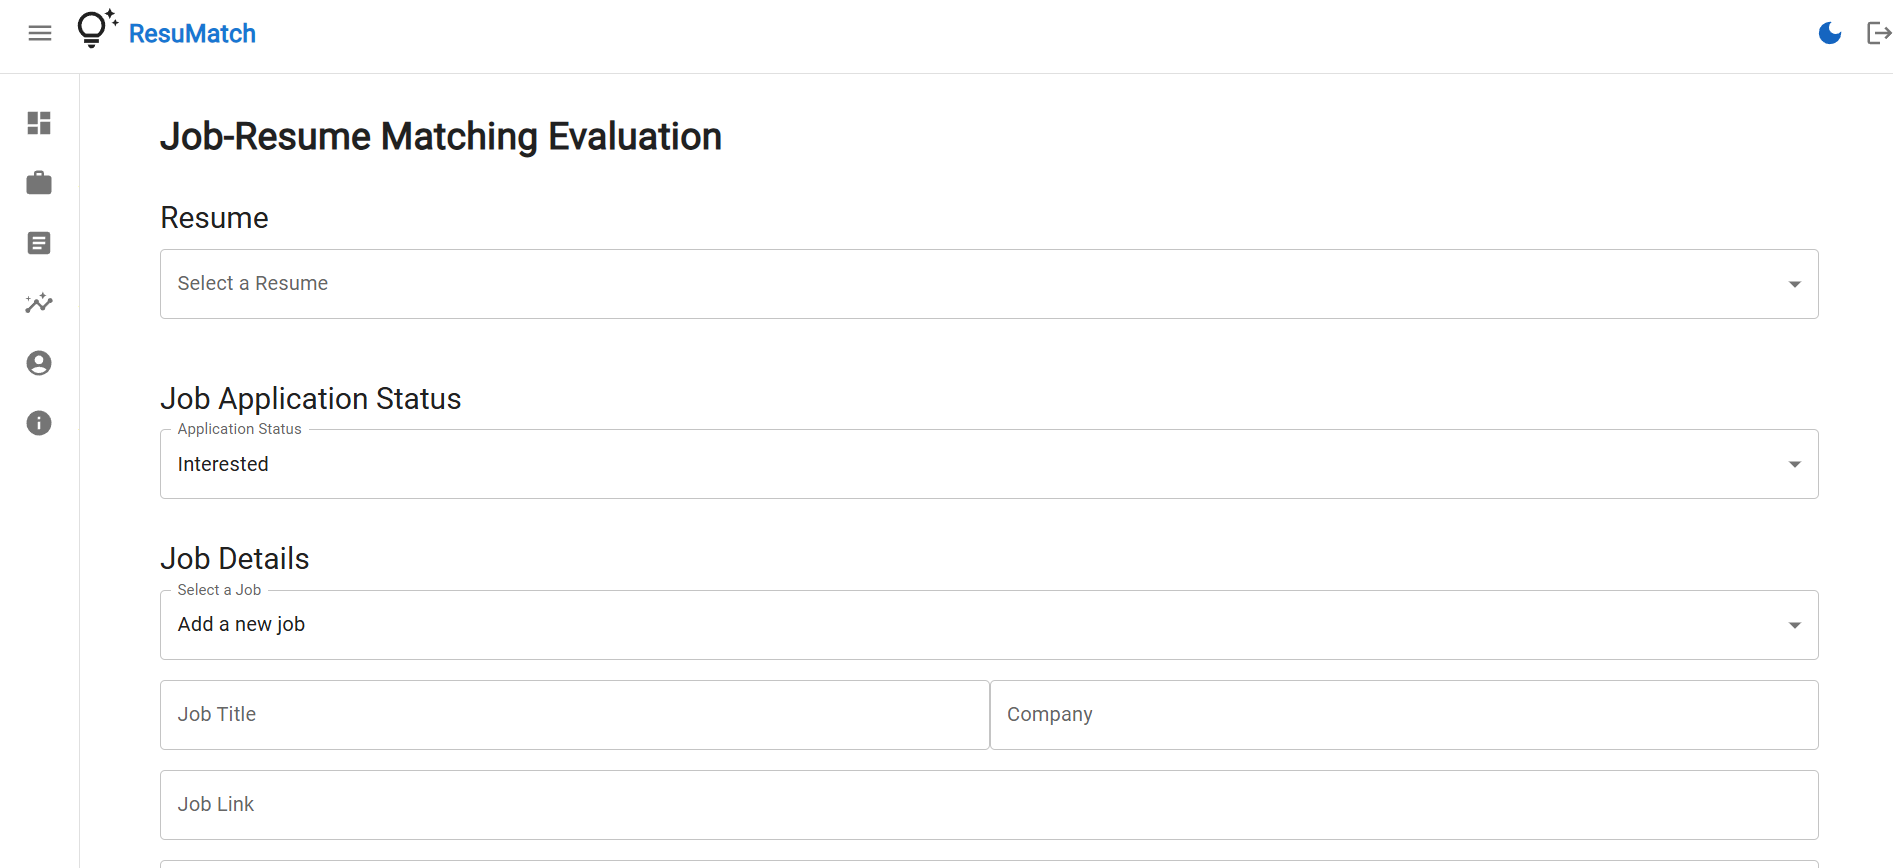 ResuMatch
Job-Resume Matching Evaluation
Resume
Select a Resume
Job Application Status
Application Status
Interested
Job Details
Select a Job
Add a new job
Job Title
Company
Job Link